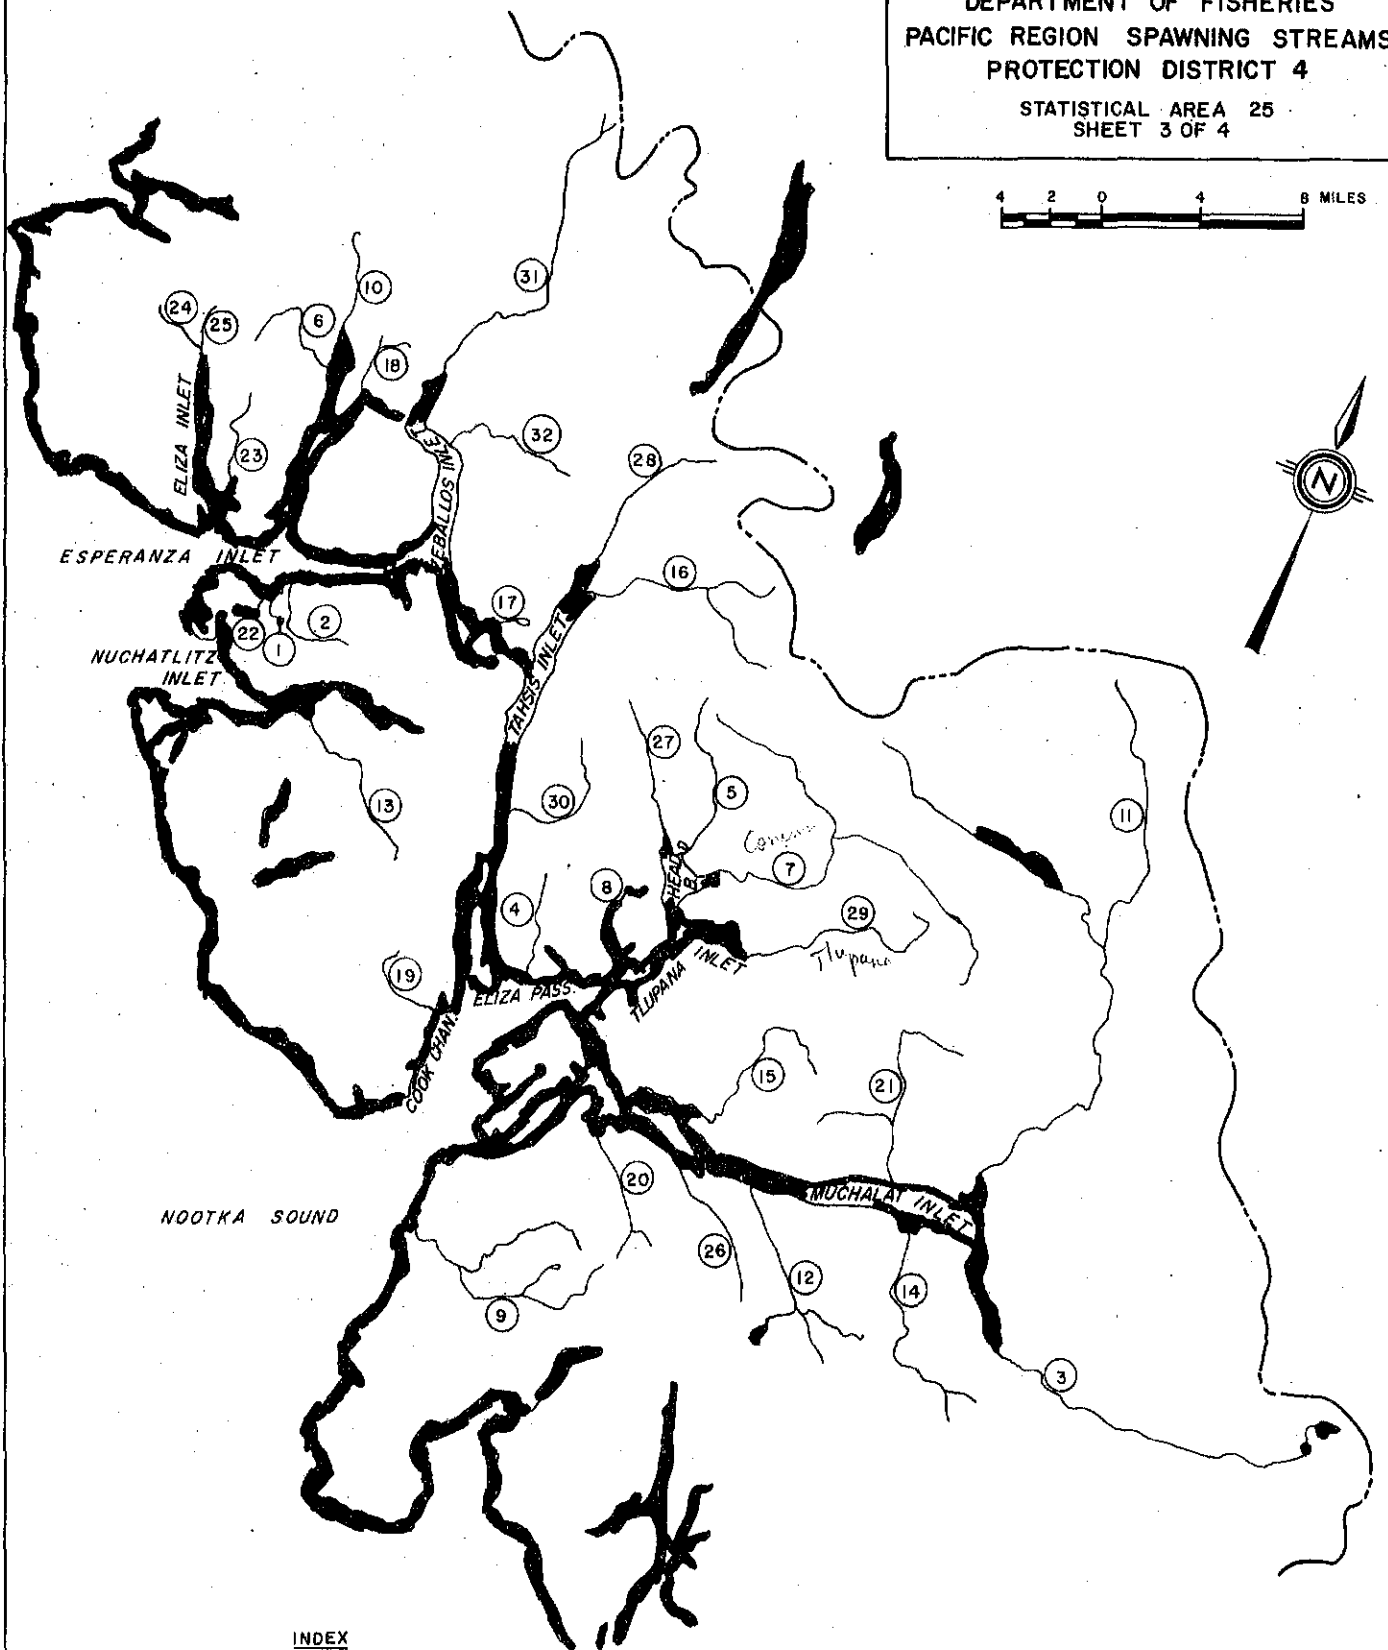 DEPARTMENT OF FISHERIES
PACIFIC REGION SPAWNING STREAMS
PROTECTION DISTRICT 4
STATISTICAL AREA 25
SHEET 3 OF 4
4 2 0 4 8 MILES
31
10
24
6
25
18
ELIZA INLET
32
23
28
ZEBALLOS INLET
N
ESPERANZA INLET
16
17
2
22
1
NUCHATLITZ
INLET
TAHSIS INLET
27
5
30
13
11
Conuma
7
HEAD B.
8
4
29
Tlupana
19
ELIZA PASS.
TLUPANA INLET
COOK CHAN.
15
21
20
MUCHALAT INLET
NOOTKA SOUND
26
12
14
9
3
INDEX